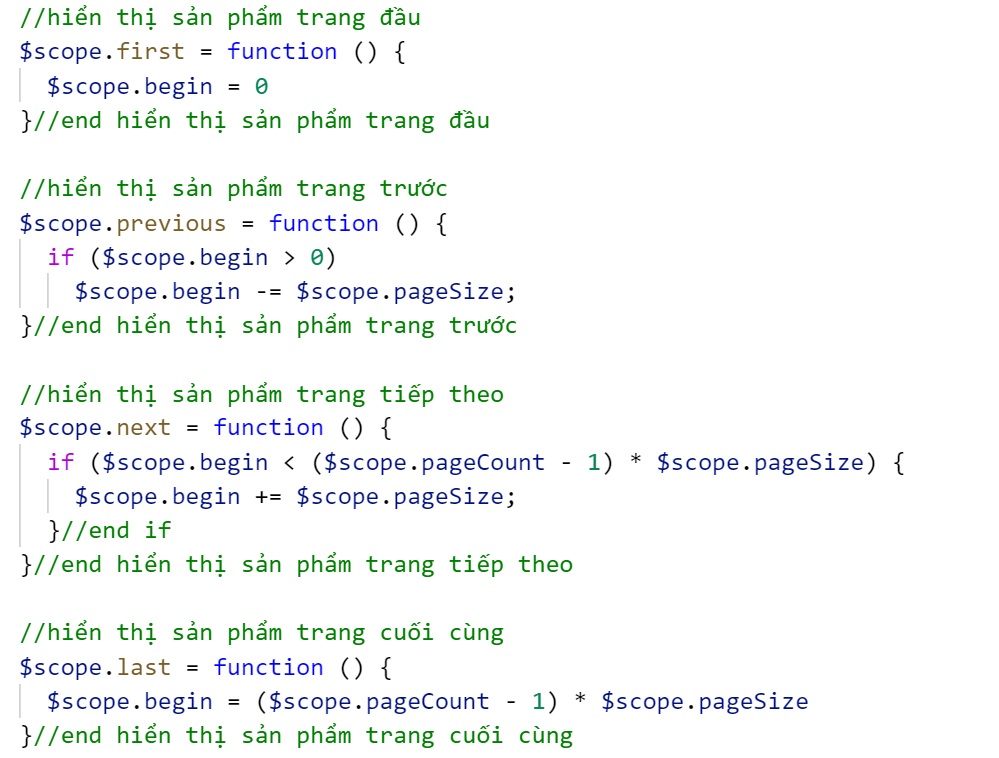 //hiển thị sản phẩm trang đầu
$scope.first = function () {
  $scope.begin = 0
}//end hiển thị sản phẩm trang đầu

//hiển thị sản phẩm trang trước
$scope.previous = function () {
  if ($scope.begin > 0)
    $scope.begin -= $scope.pageSize;
}//end hiển thị sản phẩm trang trước

//hiển thị sản phẩm trang tiếp theo
$scope.next = function () {
  if ($scope.begin < ($scope.pageCount - 1) * $scope.pageSize) {
    $scope.begin += $scope.pageSize;
  }//end if
}//end hiển thị sản phẩm trang tiếp theo

//hiển thị sản phẩm trang cuối cùng
$scope.last = function () {
  $scope.begin = ($scope.pageCount - 1) * $scope.pageSize
}//end hiển thị sản phẩm trang cuối cùng